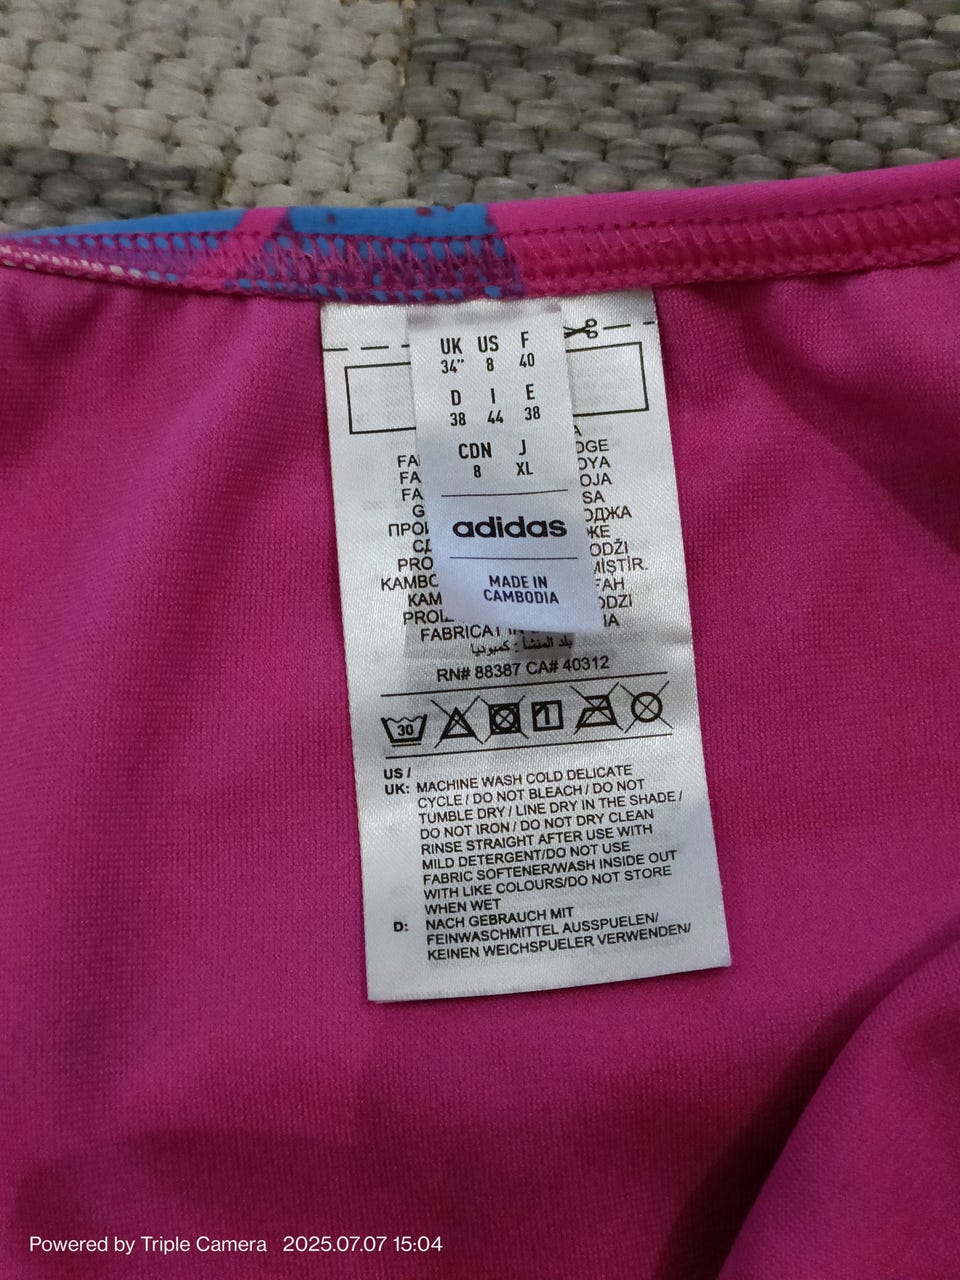 UK US F
34" 8 40
D I E
38 44 38
CDN J
8 XL
adidas
MADE IN
CAMBODIA
RN# 88387 CA# 40312
بلد المنشأ : كمبوديا
30
US /
UK: MACHINE WASH COLD DELICATE
CYCLE / DO NOT BLEACH / DO NOT
TUMBLE DRY / LINE DRY IN THE SHADE /
DO NOT IRON / DO NOT DRY CLEAN
RINSE STRAIGHT AFTER USE WITH
MILD DETERGENT/DO NOT USE
FABRIC SOFTENER/WASH INSIDE OUT
WITH LIKE COLOURS/DO NOT STORE
WHEN WET
D: NACH GEBRAUCH MIT
FEINWASCHMITTEL AUSSPUELEN/
KEINEN WEICHSPUELER VERWENDEN/
Powered by Triple Camera 2025.07.07 15:04